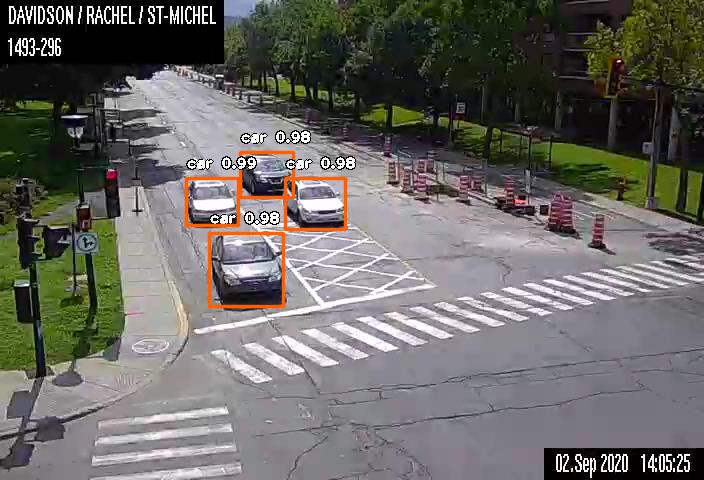 DAVIDSON / RACHEL / ST-MICHEL
1493-296
car 0.98
car 0.99
car 0.98
car 0.98
02.Sep 2020 14:05:25